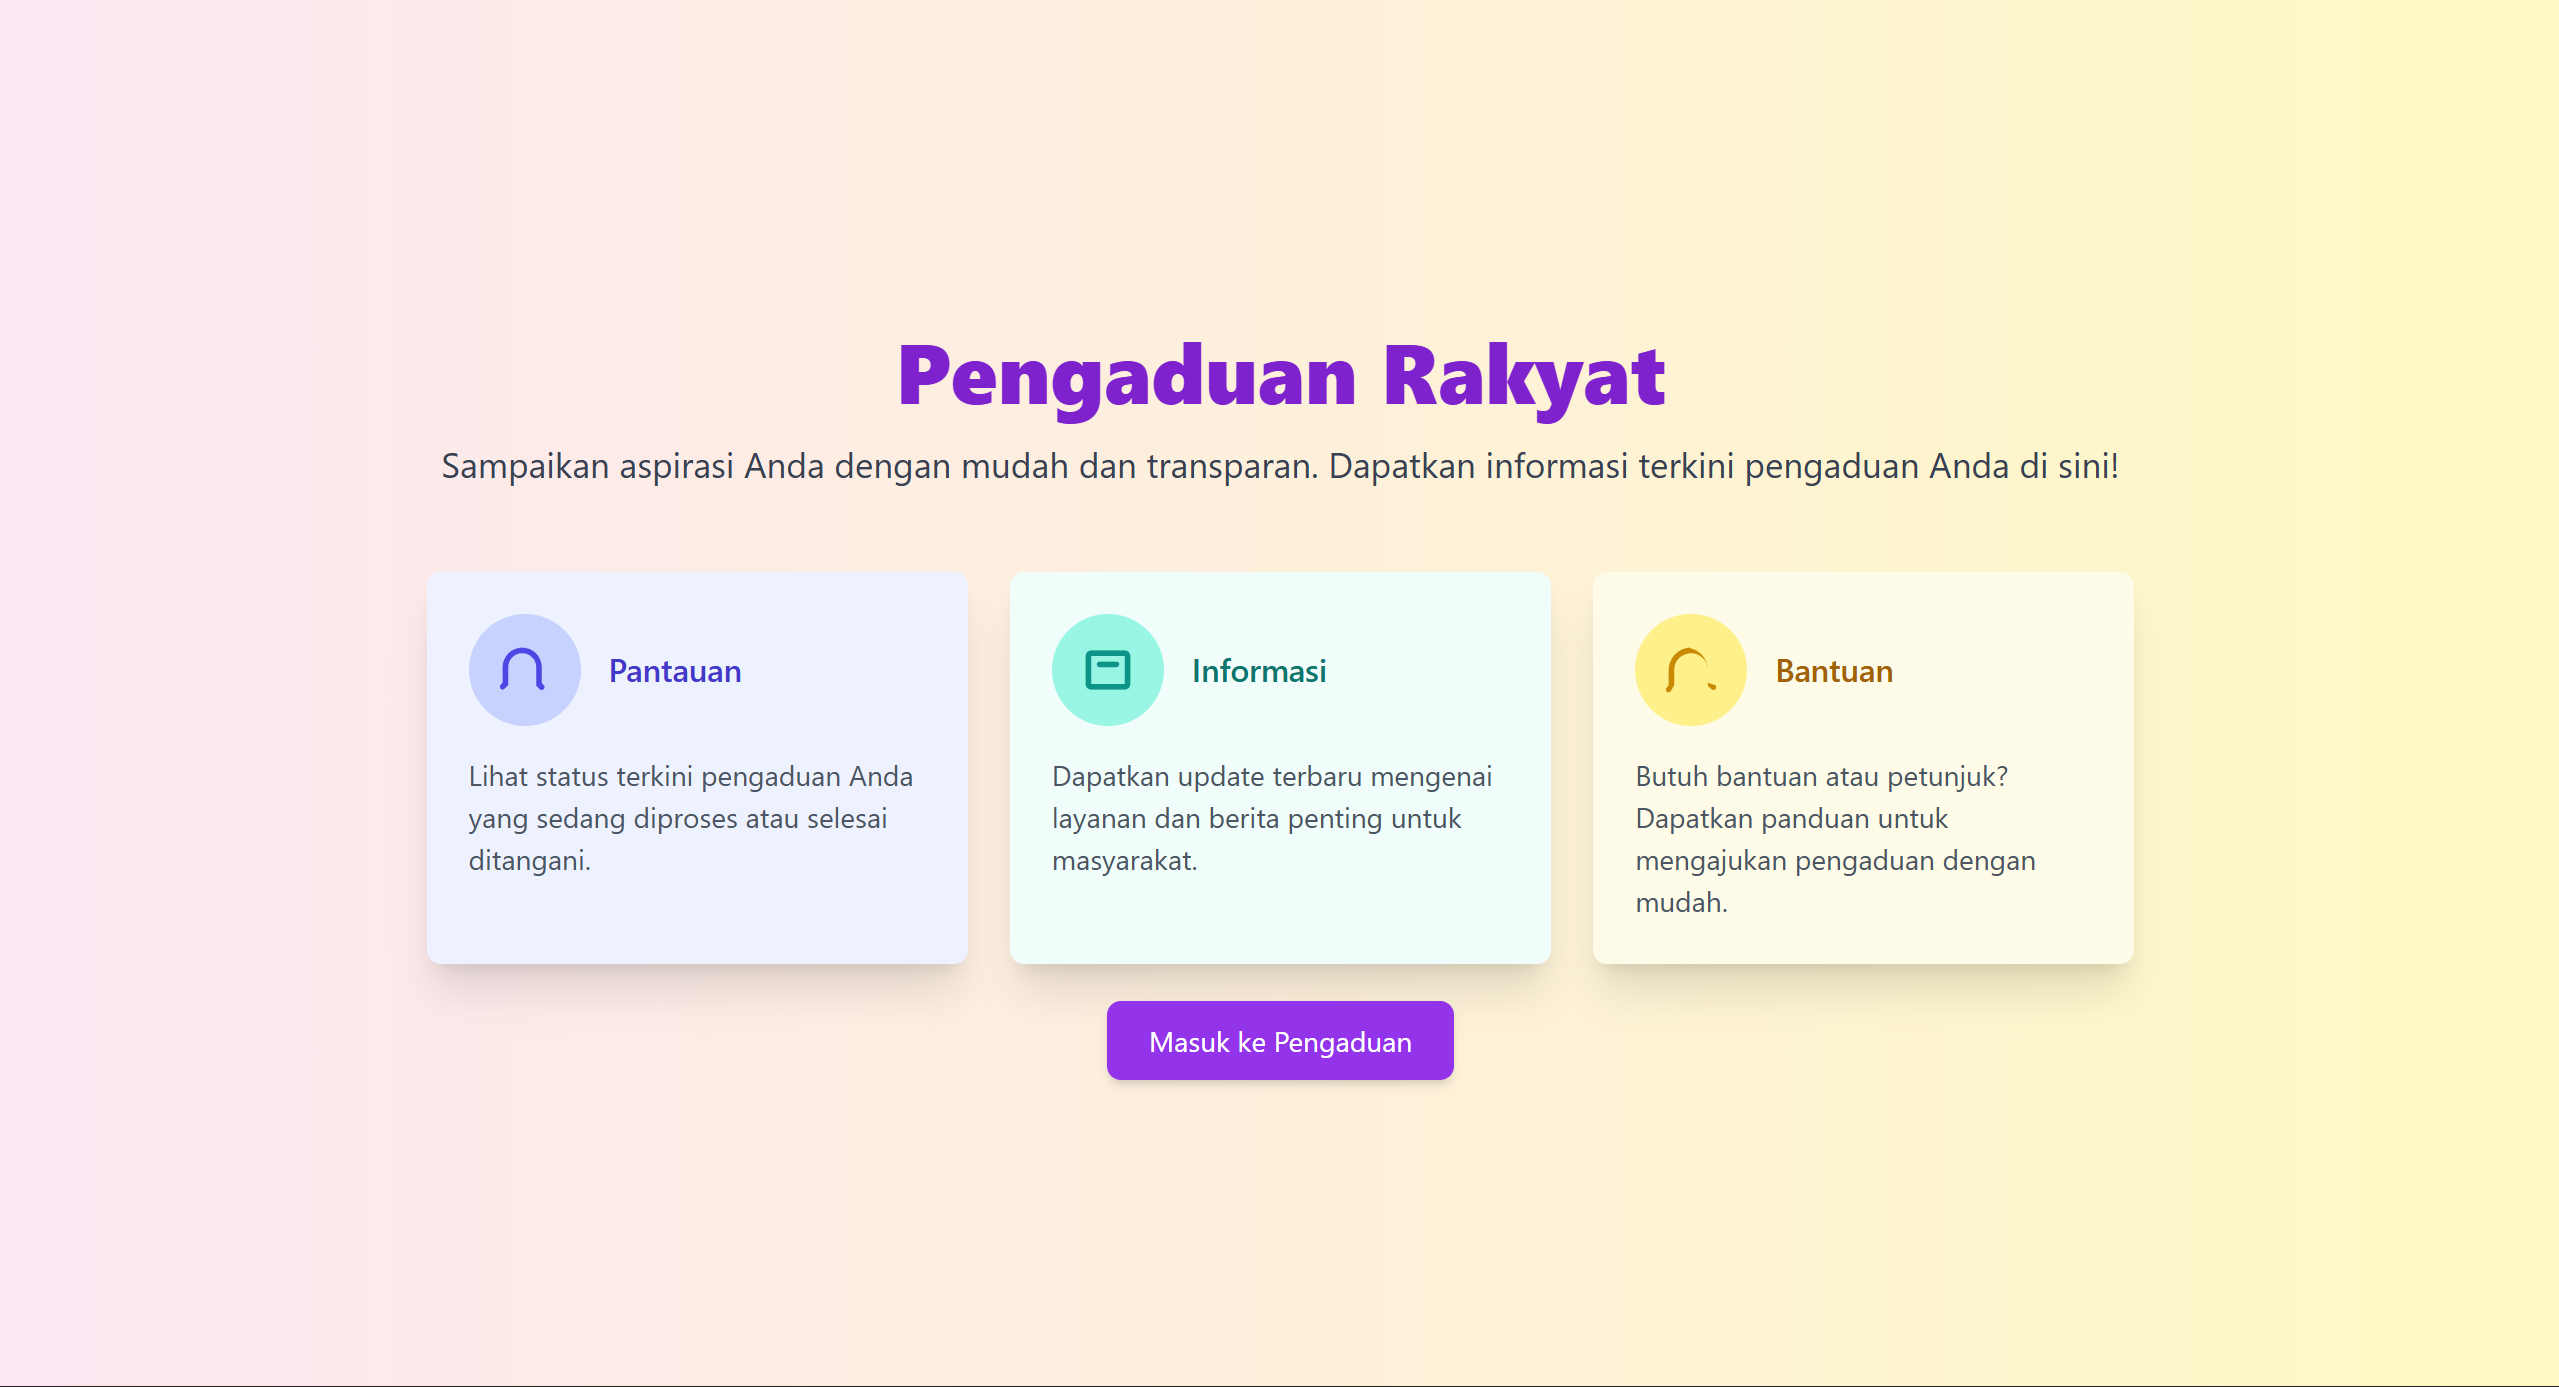 Pengaduan Rakyat
Sampaikan aspirasi Anda dengan mudah dan transparan. Dapatkan informasi terkini pengaduan Anda di sini!
Pantauan
Lihat status terkini pengaduan Anda
yang sedang diproses atau selesai
ditangani.
Informasi
Dapatkan update terbaru mengenai
layanan dan berita penting untuk
masyarakat.
Bantuan
Butuh bantuan atau petunjuk?
Dapatkan panduan untuk
mengajukan pengaduan dengan
mudah.
Masuk ke Pengaduan